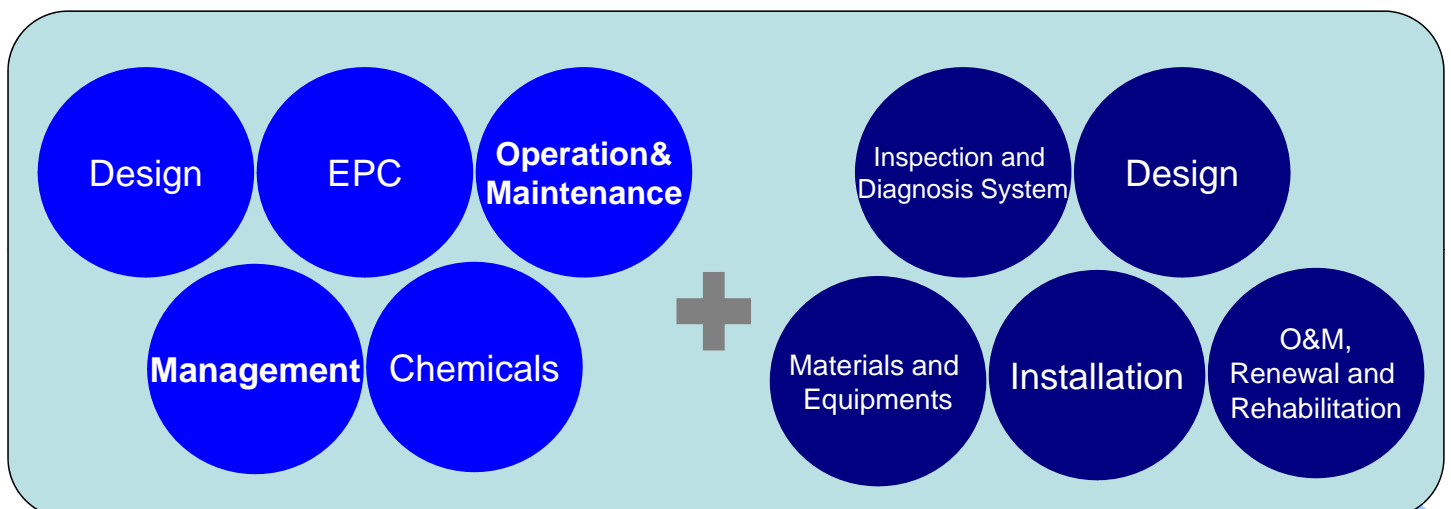 Design
EPC
Operation&
Maintenance
Management
Chemicals
Inspection and
Diagnosis System
Design
Materials and
Equipments
Installation
O&M,
Renewal and
Rehabilitation